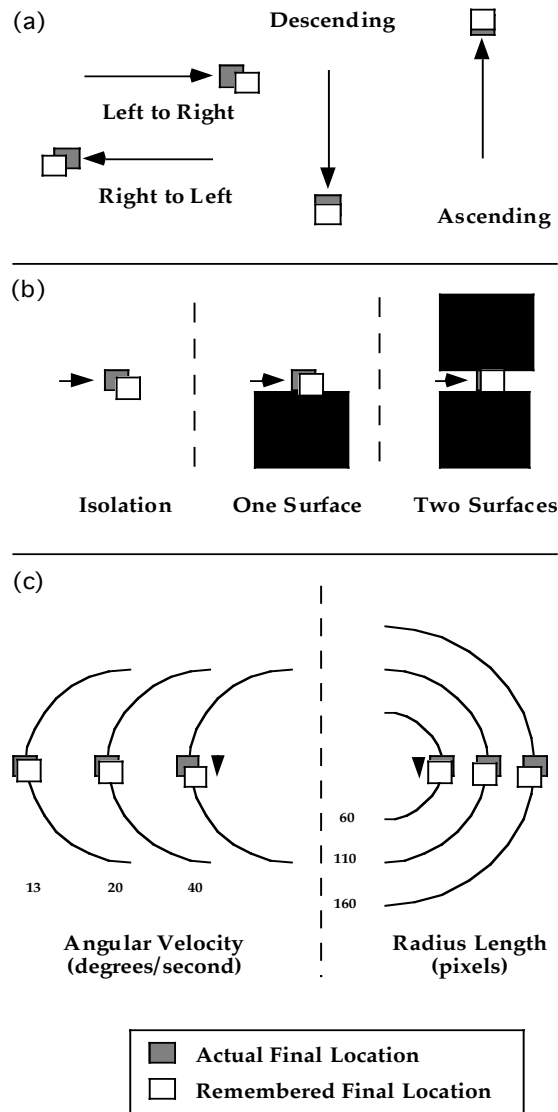 (a)
Descending
Left to Right
Right to Left
Ascending
(b)
Isolation
One Surface
Two Surfaces
(c)
60
110
160
13 20 40
Angular Velocity
(degrees/second)
Radius Length
(pixels)
Actual Final Location
Remembered Final Location